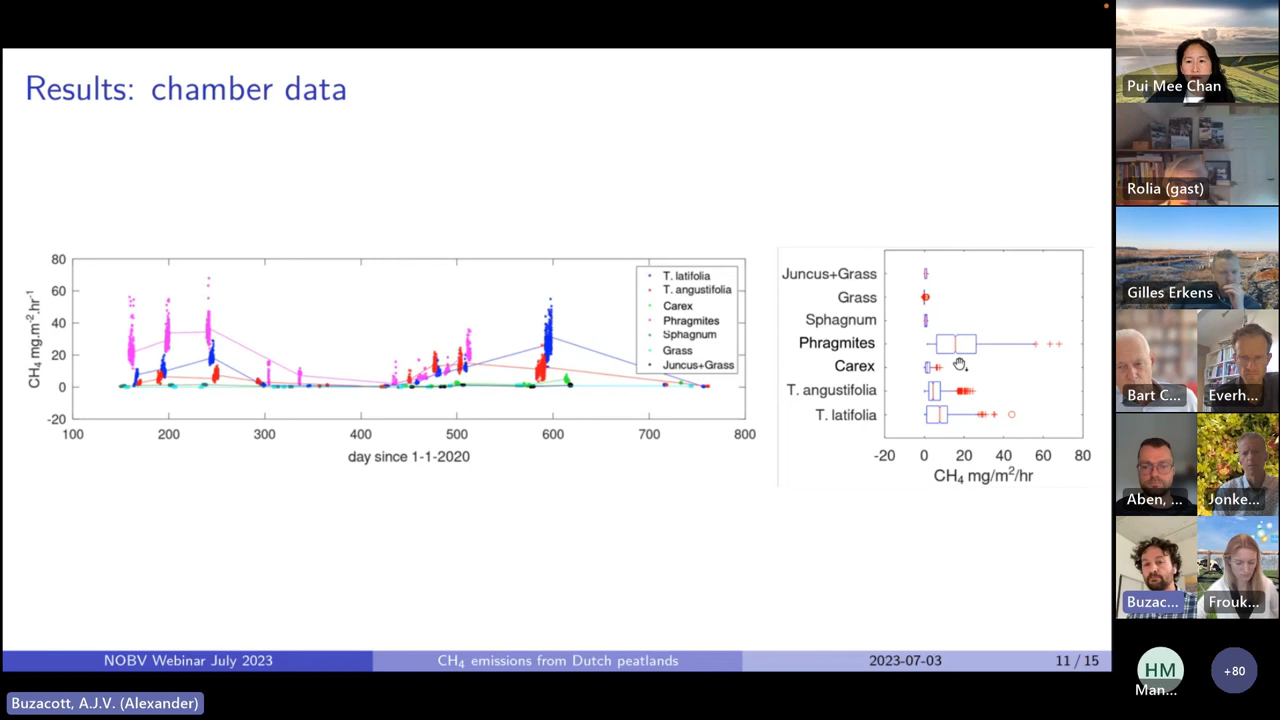 Results: chamber data
80
60
40
20
0
-20
CH₄ mg.m⁻².hr⁻¹
100 200 300 400 500 600 700 800
day since 1-1-2020
T. latifolia
T. angustifolia
Carex
Phragmites
Sphagnum
Grass
Juncus+Grass
Juncus+Grass
Grass
Sphagnum
Phragmites
Carex
T. angustifolia
T. latifolia
-20 0 20 40 60 80
CH₄ mg/m²/hr
NOBV Webinar July 2023 CH₄ emissions from Dutch peatlands 2023-07-03 11 / 15
Buzacott, A.J.V. (Alexander)
Pui Mee Chan
Rolia (gast)
Gilles Erkens
Bart C... Everh...
Aben, ... Jonke...
Buzac... Frouk...
HM +80
Man...